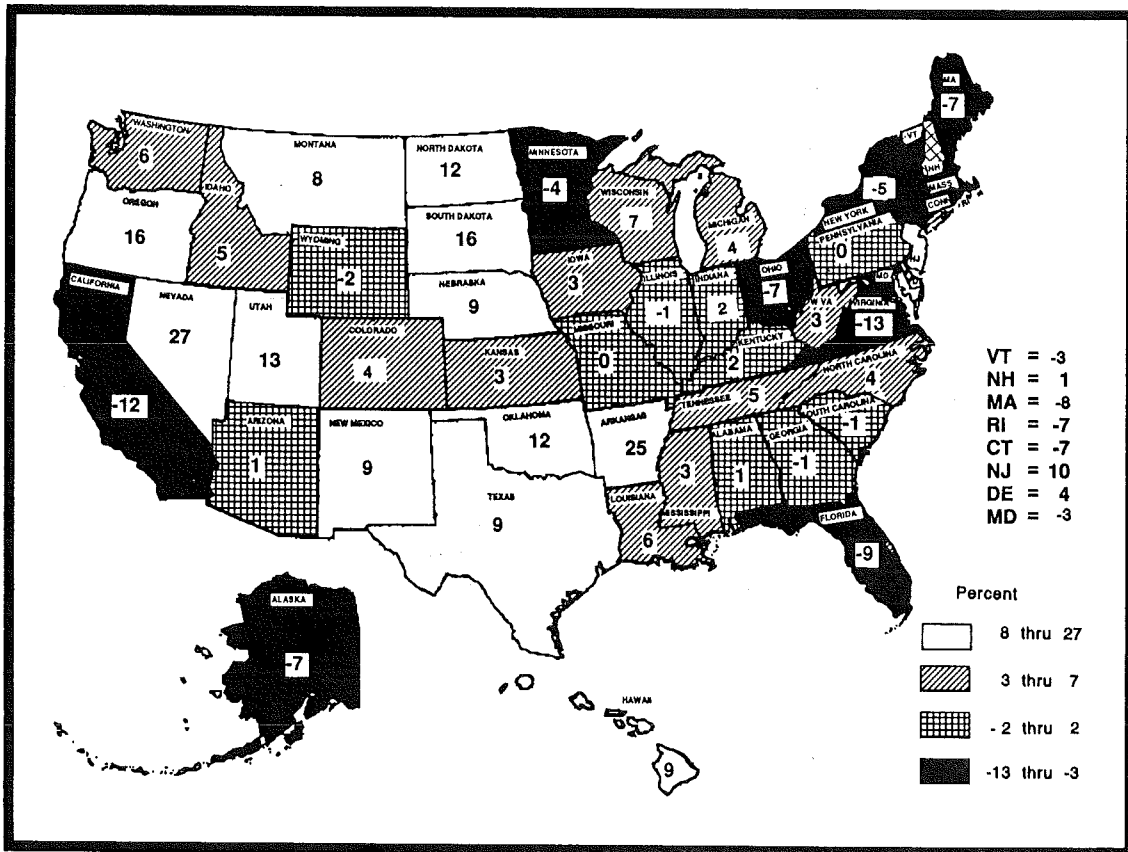 MA
-7
WASHINGTON
6
MONTANA
8
NORTH DAKOTA
12
MINNESOTA
-4
VT
NH
IDAHO
5
OREGON
16
SOUTH DAKOTA
16
WISCONSIN
7
MICHIGAN
4
-5
MASS
CONN
RI
NEW YORK
PENNSYLVANIA
0
WYOMING
-2
IOWA
3
NEBRASKA
9
ILLINOIS
-1
INDIANA
2
OHIO
-7
NJ
MD
CALIFORNIA
-12
NEVADA
27
UTAH
13
COLORADO
4
KANSAS
3
MISSOURI
0
KENTUCKY
2
W VA
3
VIRGINIA
-13
NORTH CAROLINA
4
TENNESSEE 5
SOUTH CAROLINA
-1
ARIZONA
1
NEW MEXICO
9
OKLAHOMA
12
ARKANSAS
25
TEXAS
9
LOUISIANA
6
3
MISSISSIPPI
ALABAMA
1
GEORGIA
-1
FLORIDA
-9
VT = -3
NH = 1
MA = -8
RI = -7
CT = -7
NJ = 10
DE = 4
MD = -3
ALASKA
-7
HAWAII
9
Percent
8 thru 27
3 thru 7
- 2 thru 2
-13 thru -3